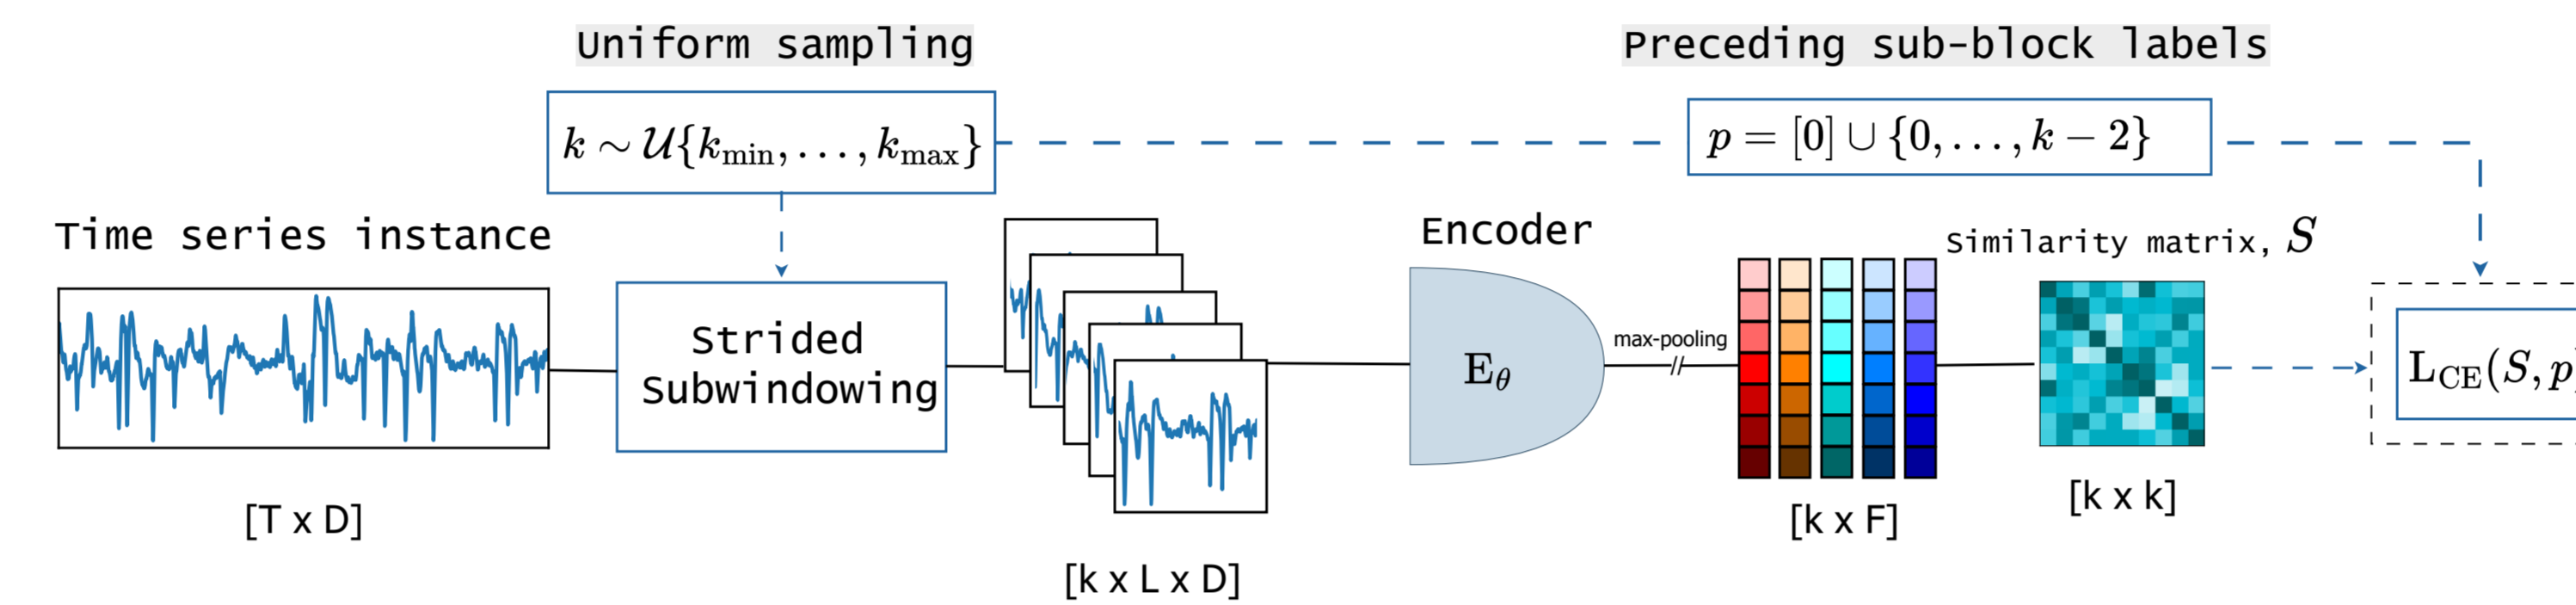 Uniform sampling
Preceding sub-block labels
k ∼ 𝒰{k_min, . . . , k_max}
p = [0] ∪ {0, . . . , k − 2}
Time series instance
Encoder
Similarity matrix, S
Strided
Subwindowing
max-pooling
E_θ
L_CE(S, p
[T x D]
[k x L x D]
[k x F]
[k x k]